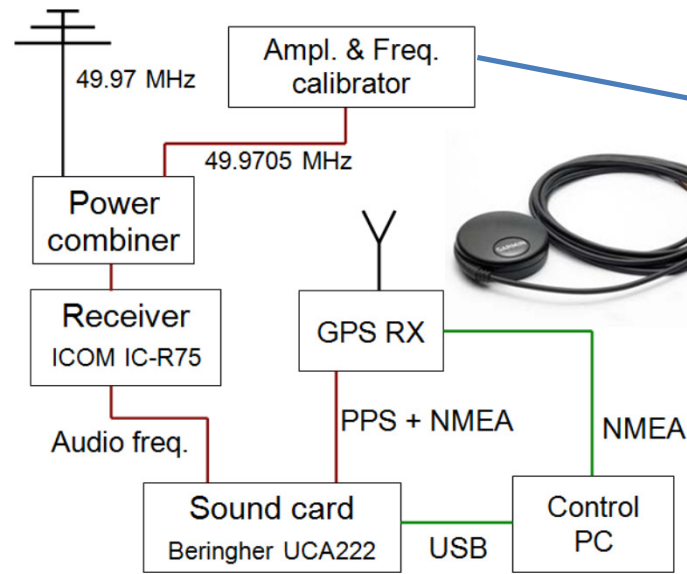 Ampl. & Freq.
calibrator
49.97 MHz
49.9705 MHz
Power
combiner
Receiver
ICOM IC-R75
GPS RX
GARMIN
Audio freq.
PPS + NMEA
NMEA
Sound card
Beringher UCA222
USB
Control
PC